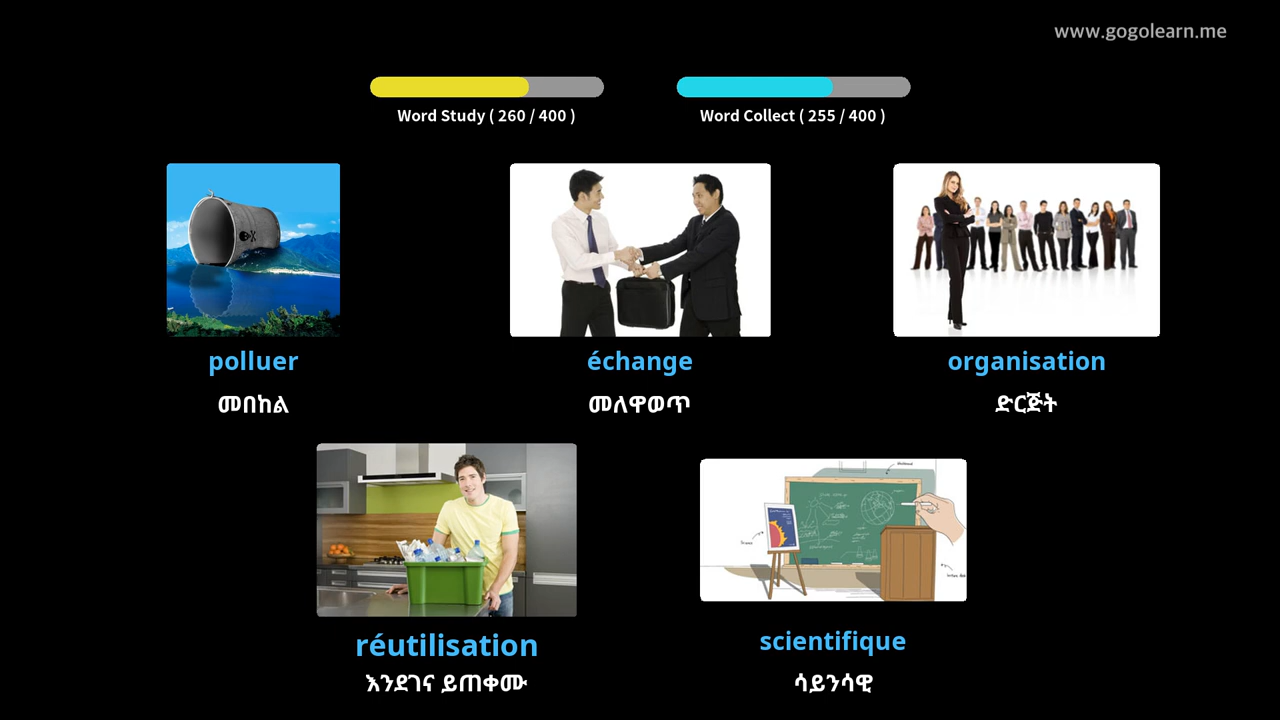 www.gogolearn.me
Word Study ( 260 / 400 )
Word Collect ( 255 / 400 )
polluer
échange
organisation
መበከል
መለዋወጥ
ድርጅት
réutilisation
scientifique
እንደገና ይጠቀሙ
ሳይንሳዊ